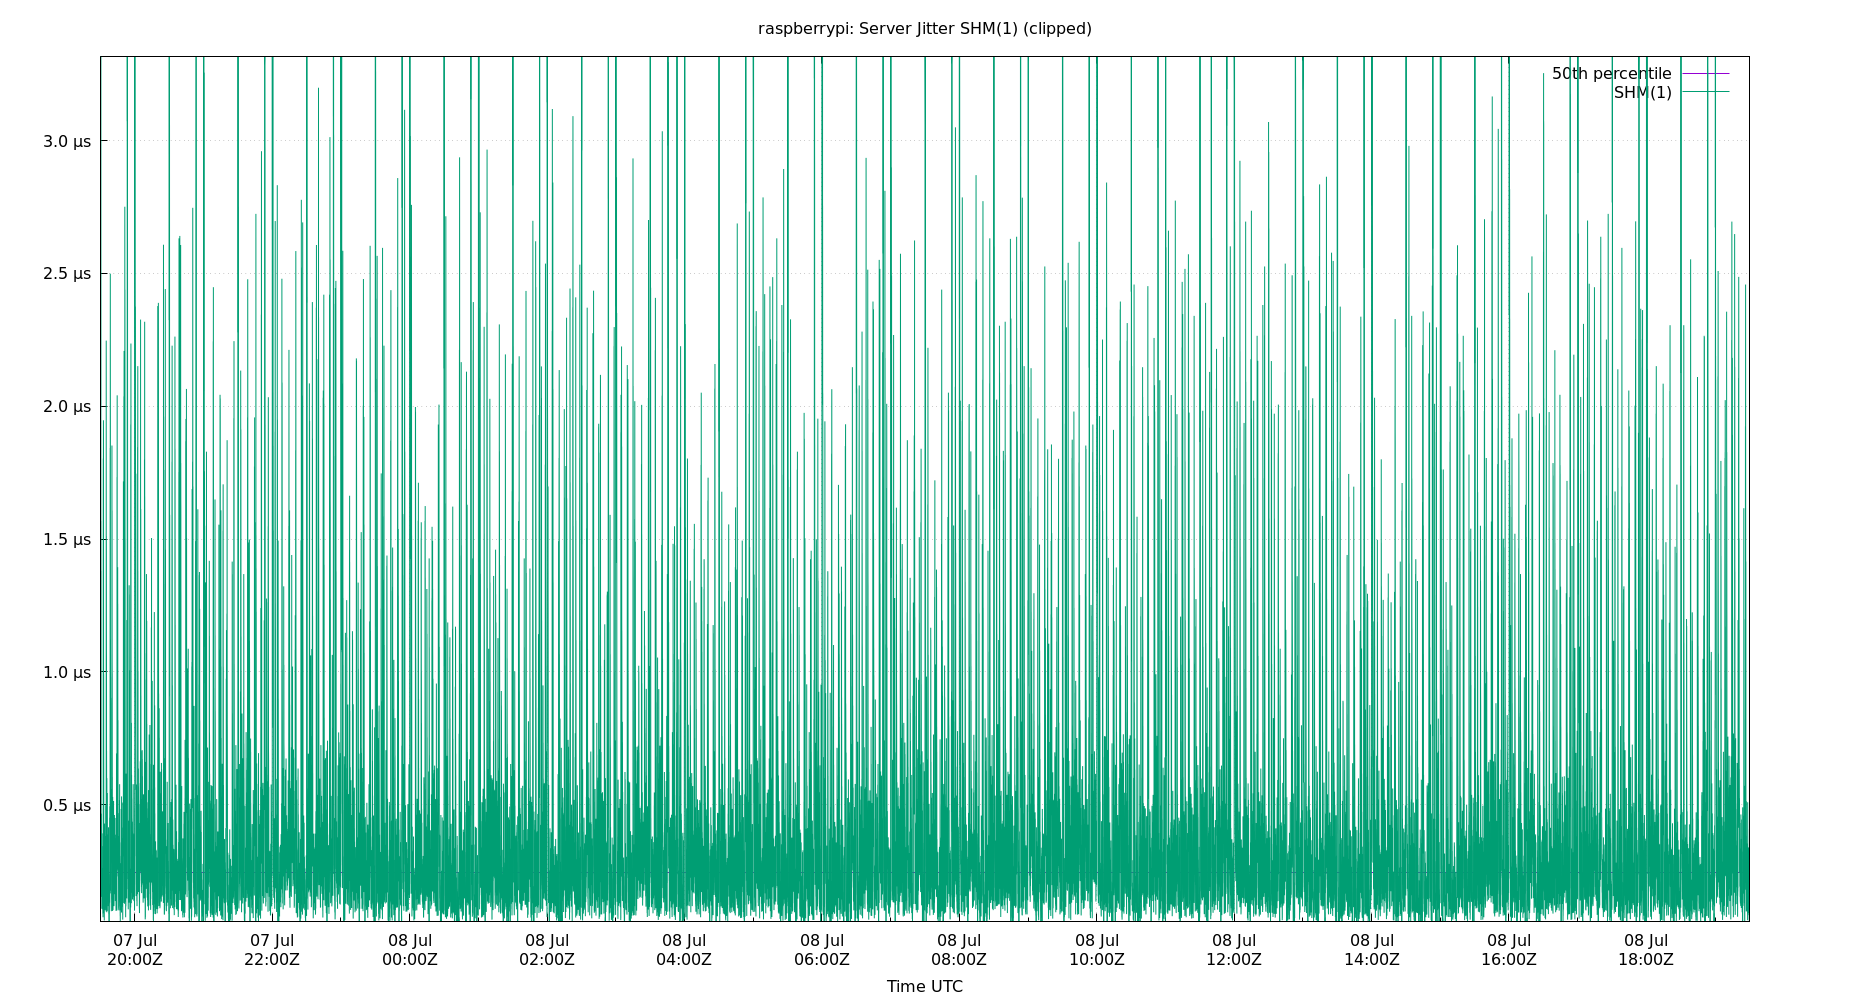 raspberrypi: Server Jitter SHM(1) (clipped)
50th percentile
SHM(1)
3.0 μs
2.5 μs
2.0 μs
1.5 μs
1.0 μs
0.5 μs
07 Jul 07 Jul 08 Jul 08 Jul 08 Jul 08 Jul 08 Jul 08 Jul 08 Jul 08 Jul 08 Jul 08 Jul
20:00Z 22:00Z 00:00Z 02:00Z 04:00Z 06:00Z 08:00Z 10:00Z 12:00Z 14:00Z 16:00Z 18:00Z
Time UTC